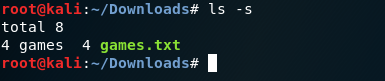 root@kali:~/Downloads# ls -s
total 8
4 games  4 games.txt
root@kali:~/Downloads#